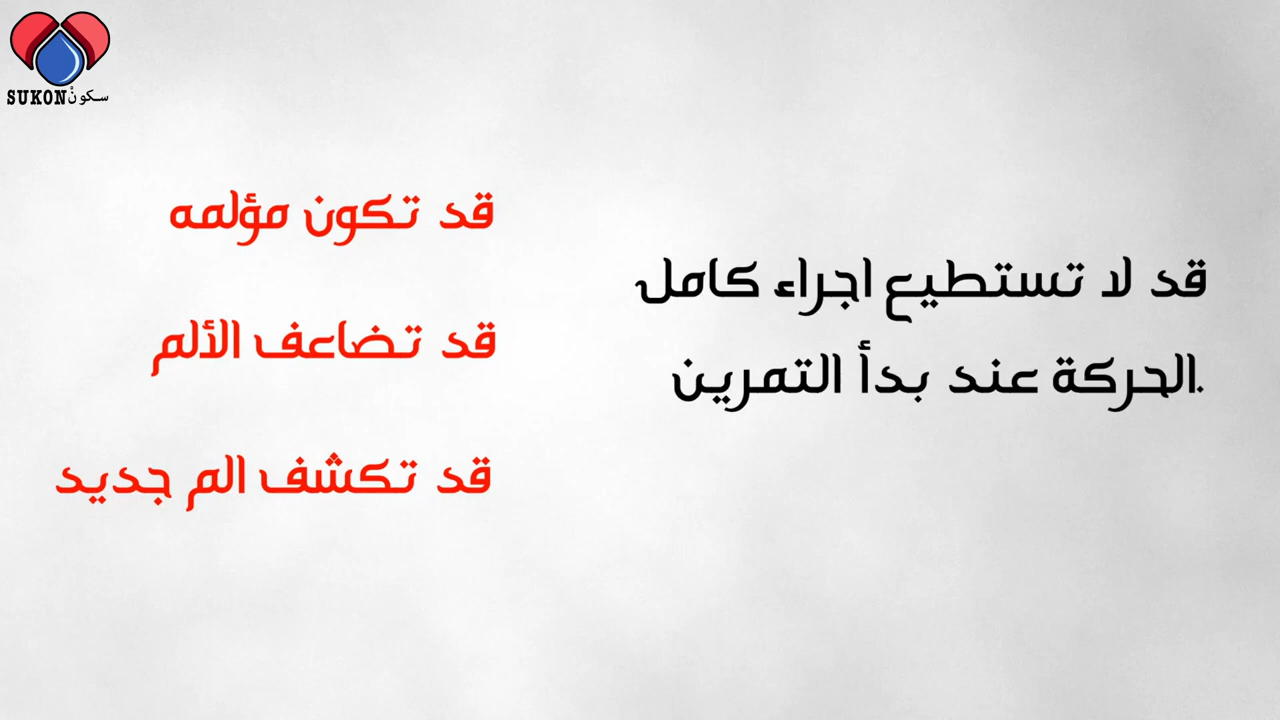 SUKON سكون
قد لا تستطيع اجراء كامل
الحركة عند بدأ التمرين.
قد تكون مؤلمه
قد تضاعف الألم
قد تكشف الم جديد